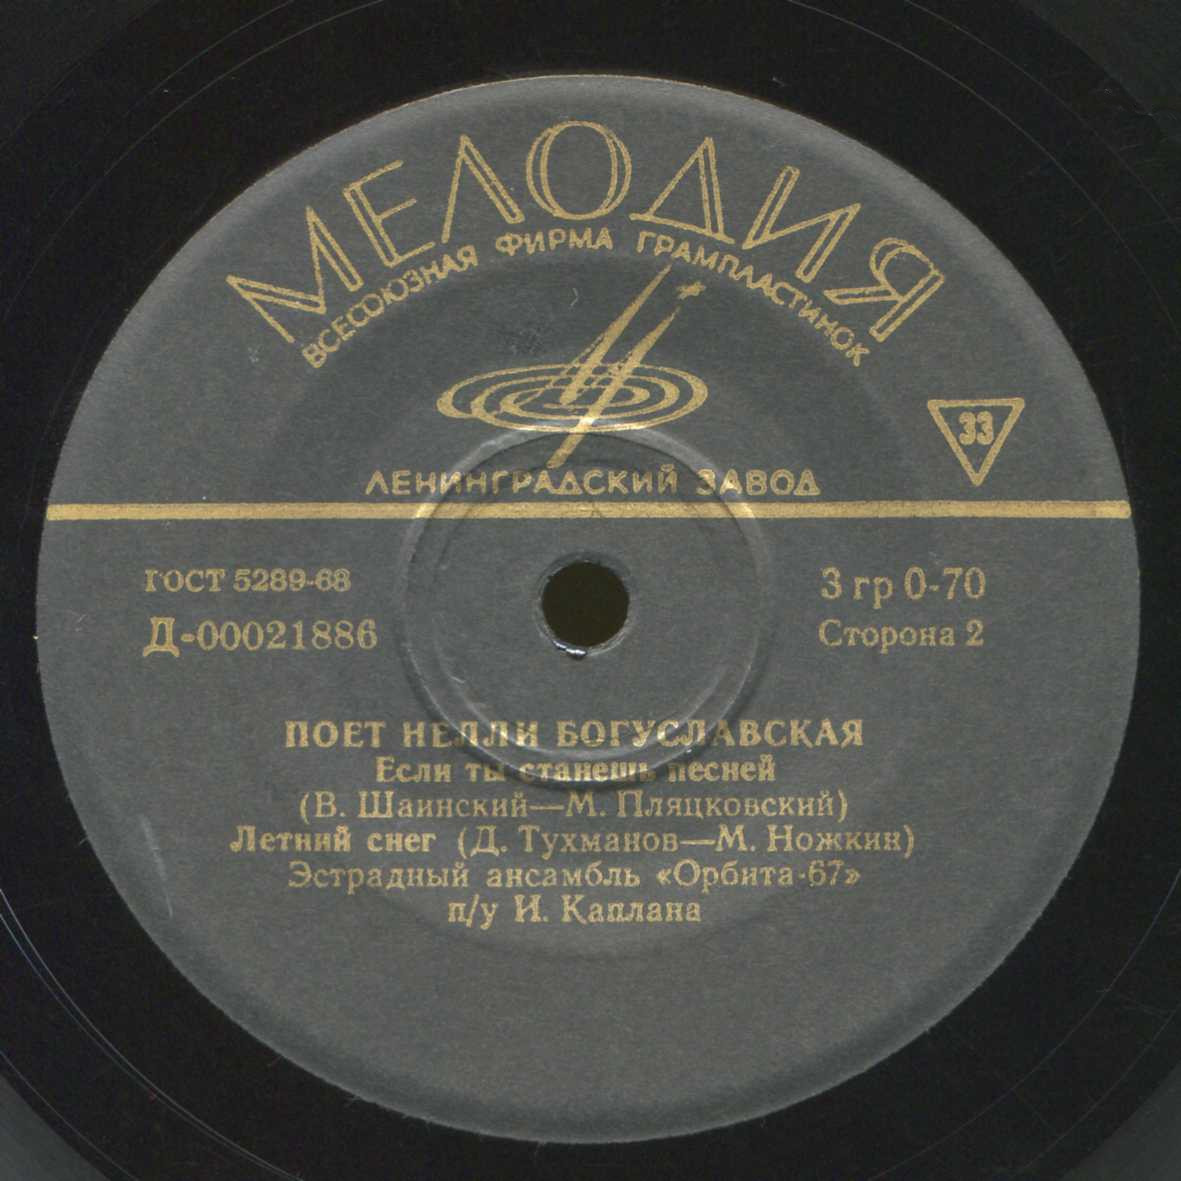 МЕЛОДИЯ
ВСЕСОЮЗНАЯ ФИРМА ГРАМПЛАСТИНОК
33
ЛЕНИНГРАДСКИЙ ЗАВОД
ГОСТ 5289-68
3 гр 0-70
Д-00021886
Сторона 2
ПОЕТ НЕЛЛИ БОГУСЛАВСКАЯ
Если ты станешь песней
(В. Шаинский—М. Пляцковский)
Летний снег (Д. Тухманов—М. Ножкин)
Эстрадный ансамбль «Орбита-67»
п/у И. Каплана